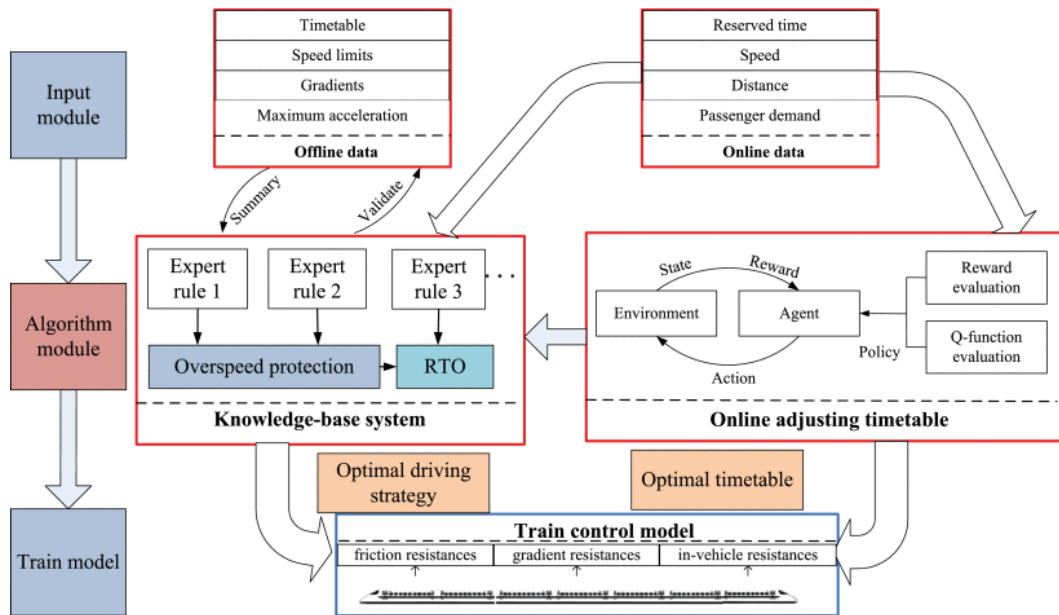 Input
module
Algorithm
module
Train model
Timetable
Speed limits
Gradients
Maximum acceleration
Offline data
Reserved time
Speed
Distance
Passenger demand
Online data
Summary
Validate
Expert
rule 1
Expert
rule 2
Expert
rule 3
. . .
Overspeed protection
RTO
Knowledge-base system
State
Reward
Environment
Agent
Action
Policy
Reward
evaluation
Q-function
evaluation
Online adjusting timetable
Optimal driving
strategy
Optimal timetable
Train control model
friction resistances
gradient resistances
in-vehicle resistances